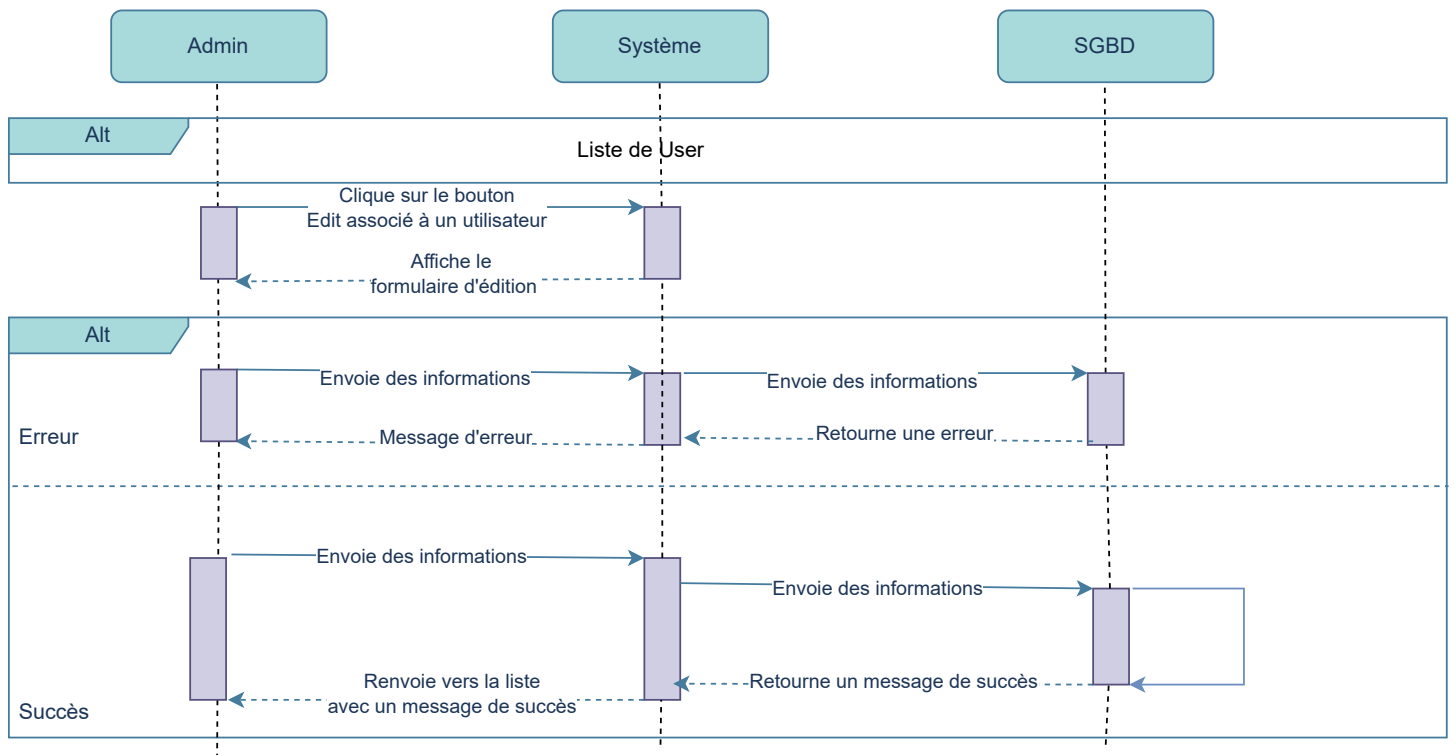 Admin
Système
SGBD
Alt
Liste de User
Clique sur le bouton
Edit associé à un utilisateur
Affiche le
formulaire d'édition
Alt
Envoie des informations
Envoie des informations
Erreur
Message d'erreur
Retourne une erreur
Envoie des informations
Envoie des informations
Renvoie vers la liste
avec un message de succès
Retourne un message de succès
Succès